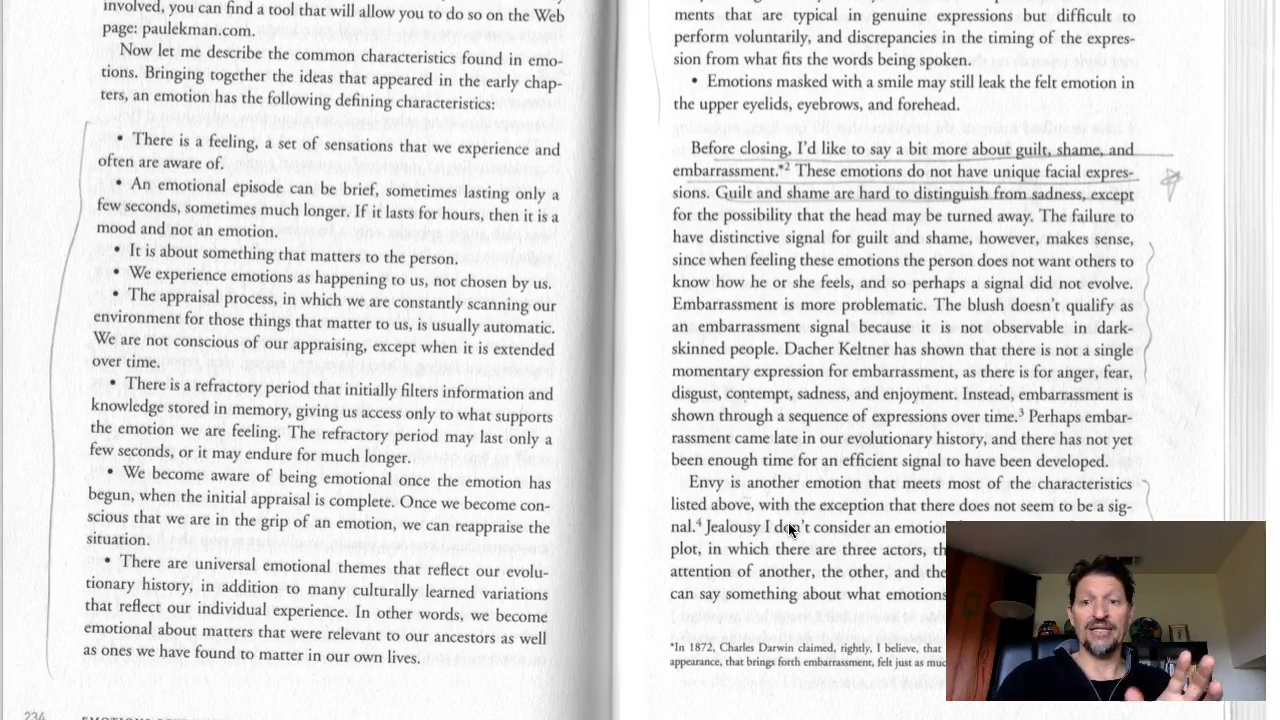 involved, you can find a tool that will allow you to do so on the Web
page: paulekman.com.
Now let me describe the common characteristics found in emo-
tions. Bringing together the ideas that appeared in the early chap-
ters, an emotion has the following defining characteristics:
• There is a feeling, a set of sensations that we experience and
often are aware of.
• An emotional episode can be brief, sometimes lasting only a
few seconds, sometimes much longer. If it lasts for hours, then it is a
mood and not an emotion.
• It is about something that matters to the person.
• We experience emotions as happening to us, not chosen by us.
• The appraisal process, in which we are constantly scanning our
environment for those things that matter to us, is usually automatic.
We are not conscious of our appraising, except when it is extended
over time.
• There is a refractory period that initially filters information and
knowledge stored in memory, giving us access only to what supports
the emotion we are feeling. The refractory period may last only a
few seconds, or it may endure for much longer.
• We become aware of being emotional once the emotion has
begun, when the initial appraisal is complete. Once we become con-
scious that we are in the grip of an emotion, we can reappraise the
situation.
• There are universal emotional themes that reflect our evolu-
tionary history, in addition to many culturally learned variations
that reflect our individual experience. In other words, we become
emotional about matters that were relevant to our ancestors as well
as ones we have found to matter in our own lives.
234
ments that are typical in genuine expressions but difficult to
perform voluntarily, and discrepancies in the timing of the expres-
sion from what fits the words being spoken.
• Emotions masked with a smile may still leak the felt emotion in
the upper eyelids, eyebrows, and forehead.
Before closing, I'd like to say a bit more about guilt, shame, and
embarrassment.*2 These emotions do not have unique facial expres-
sions. Guilt and shame are hard to distinguish from sadness, except
for the possibility that the head may be turned away. The failure to
have distinctive signal for guilt and shame, however, makes sense,
since when feeling these emotions the person does not want others to
know how he or she feels, and so perhaps a signal did not evolve.
Embarrassment is more problematic. The blush doesn't qualify as
an embarrassment signal because it is not observable in dark-
skinned people. Dacher Keltner has shown that there is not a single
momentary expression for embarrassment, as there is for anger, fear,
disgust, contempt, sadness, and enjoyment. Instead, embarrassment is
shown through a sequence of expressions over time.3 Perhaps embar-
rassment came late in our evolutionary history, and there has not yet
been enough time for an efficient signal to have been developed.
Envy is another emotion that meets most of the characteristics
listed above, with the exception that there does not seem to be a sig-
nal.4 Jealousy I don't consider an emotion
plot, in which there are three actors, th
attention of another, the other, and the
can say something about what emotions
*In 1872, Charles Darwin claimed, rightly, I believe, that
appearance, that brings forth embarrassment, felt just as muc